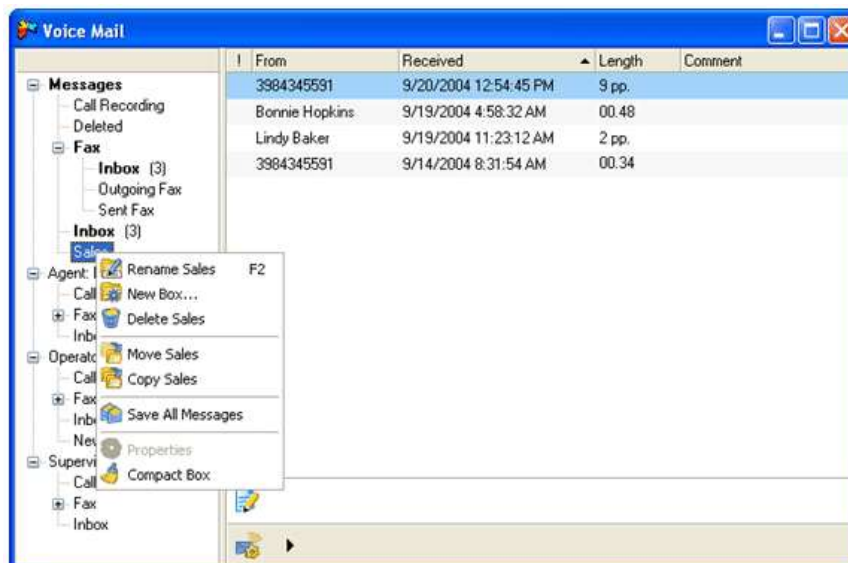 Voice Mail
! From Received Length Comment
Messages
Call Recording
Deleted
Fax
Inbox (3)
Outgoing Fax
Sent Fax
Inbox (3)
Sales
Agent:
Call
Fax
Inb
Operato
Call
Fax
Inb
New
Supervi
Call
Fax
Inbox
3984345591 9/20/2004 12:54:45 PM 9 pp.
Bonnie Hopkins 9/19/2004 4:58:32 AM 00.48
Lindy Baker 9/19/2004 11:23:12 AM 2 pp.
3984345591 9/14/2004 8:31:54 AM 00.34
Rename Sales F2
New Box...
Delete Sales
Move Sales
Copy Sales
Save All Messages
Properties
Compact Box